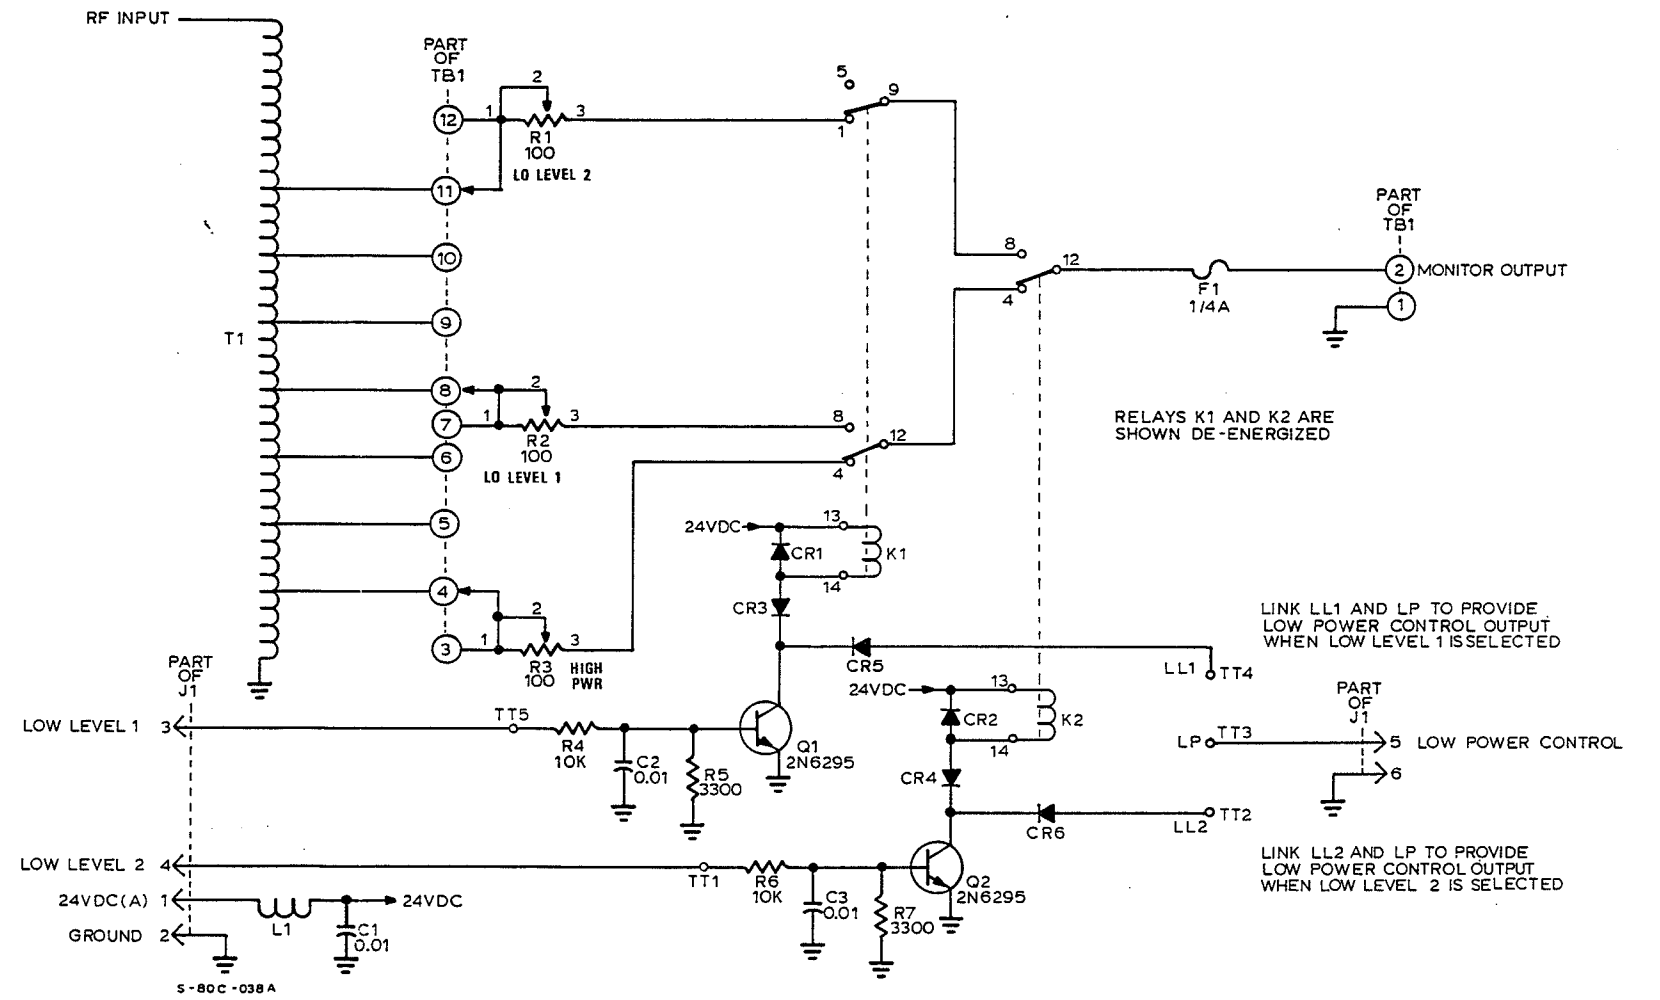 RF INPUT
PART
OF
TB1
12
1
2
3
R1
100
LO LEVEL 2
11
10
9
T1
8
7
1
2
3
R2
100
LO LEVEL 1
6
5
4
3
1
2
3
R3
100
HIGH
PWR
5
9
1
8
12
4
8
12
4
F1
1/4A
PART
OF
TB1
2 MONITOR OUTPUT
1
RELAYS K1 AND K2 ARE
SHOWN DE-ENERGIZED
24VDC
13
CR1
K1
14
CR3
CR5
LL1
TT4
LINK LL1 AND LP TO PROVIDE
LOW POWER CONTROL OUTPUT
WHEN LOW LEVEL 1 IS SELECTED
24VDC
13
CR2
K2
14
CR4
CR6
LP
TT3
PART
OF
J1
5 LOW POWER CONTROL
6
LL2
TT2
LINK LL2 AND LP TO PROVIDE
LOW POWER CONTROL OUTPUT
WHEN LOW LEVEL 2 IS SELECTED
PART
OF
J1
LOW LEVEL 1 3
TT5
R4
10K
C2
0.01
R5
3300
Q1
2N6295
LOW LEVEL 2 4
TT1
R6
10K
C3
0.01
R7
3300
Q2
2N6295
24VDC(A) 1
L1
24VDC
C1
0.01
GROUND 2
S-80C-038A